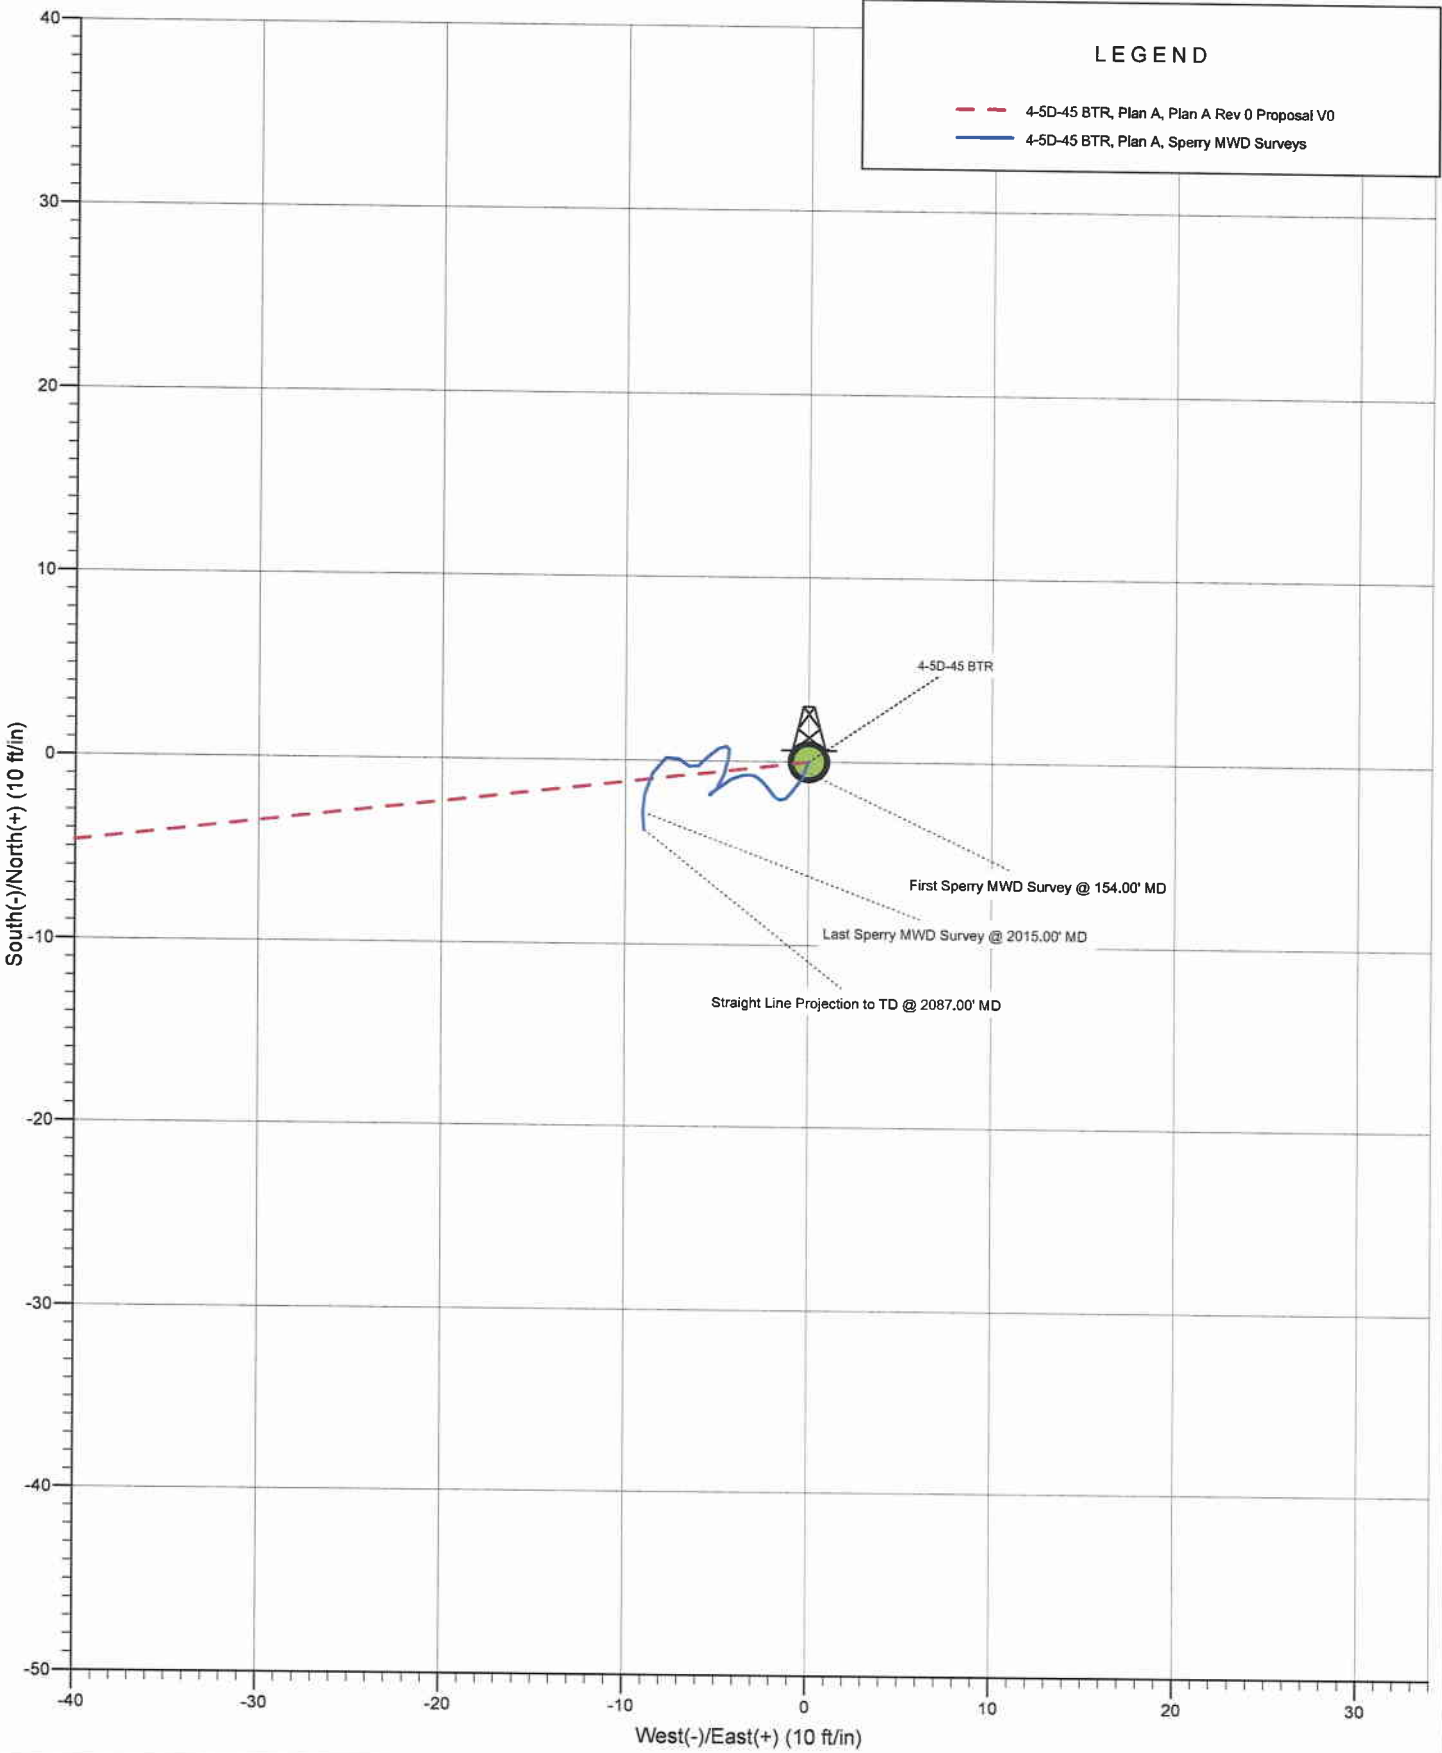 LEGEND
4-5D-45 BTR, Plan A, Plan A Rev 0 Proposal V0
4-5D-45 BTR, Plan A, Sperry MWD Surveys
40
30
20
10
0
-10
-20
-30
-40
-50
South(-)/North(+) (10 ft/in)
4-5D-45 BTR
First Sperry MWD Survey @ 154.00' MD
Last Sperry MWD Survey @ 2015.00' MD
Straight Line Projection to TD @ 2087.00' MD
-40
-30
-20
-10
0
10
20
30
West(-)/East(+) (10 ft/in)